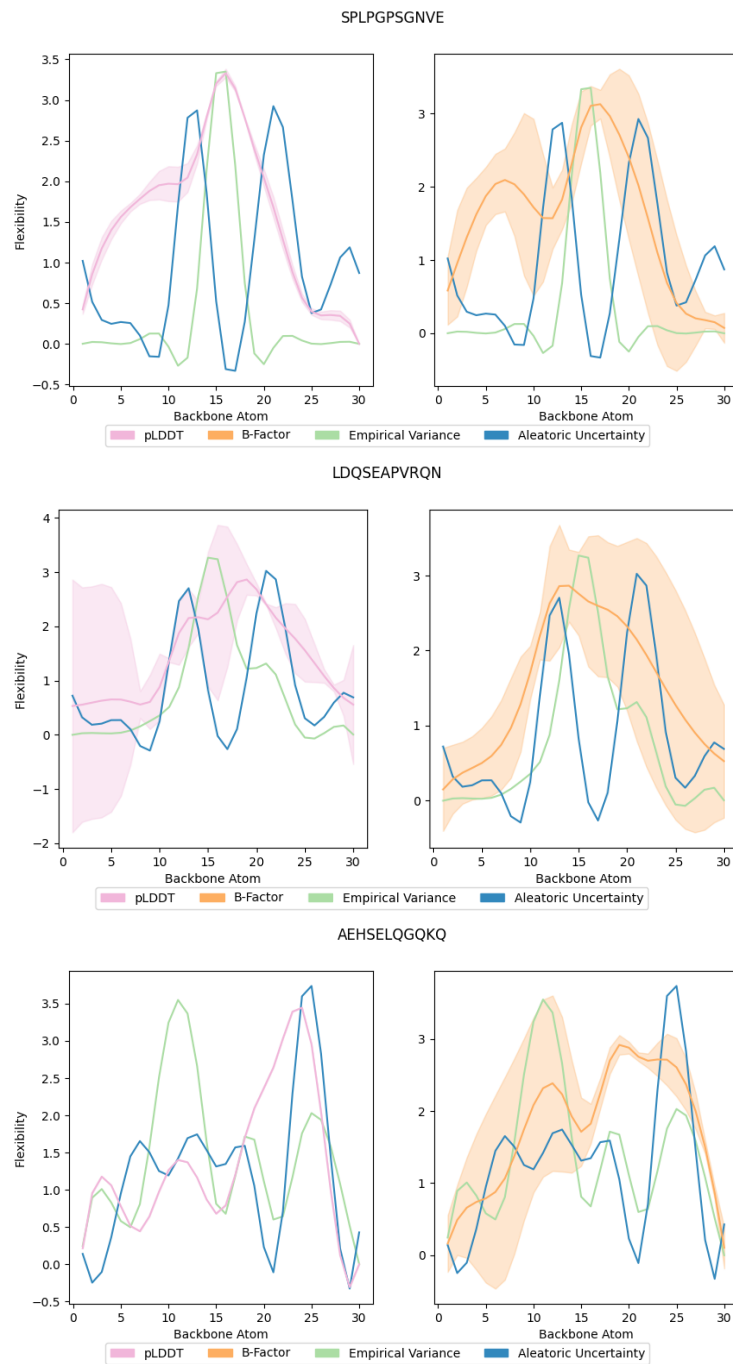 SPLPGPSGNVE
Flexibility
3.5
3.0
2.5
2.0
1.5
1.0
0.5
0.0
−0.5
0 5 10 15 20 25 30
Backbone Atom
3
2
1
0
0 5 10 15 20 25 30
Backbone Atom
pLDDT B-Factor Empirical Variance Aleatoric Uncertainty
LDQSEAPVRQN
Flexibility
4
3
2
1
0
−1
−2
0 5 10 15 20 25 30
Backbone Atom
3
2
1
0
0 5 10 15 20 25 30
Backbone Atom
pLDDT B-Factor Empirical Variance Aleatoric Uncertainty
AEHSELQGQKQ
Flexibility
3.5
3.0
2.5
2.0
1.5
1.0
0.5
0.0
−0.5
0 5 10 15 20 25 30
Backbone Atom
3
2
1
0
0 5 10 15 20 25 30
Backbone Atom
pLDDT B-Factor Empirical Variance Aleatoric Uncertainty